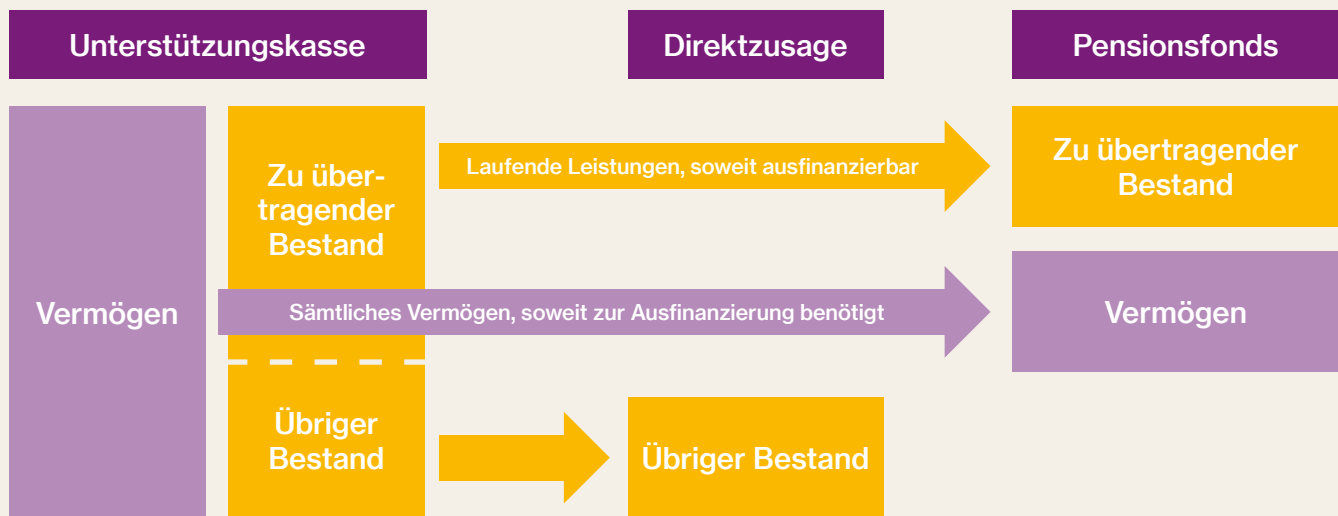 Unterstützungskasse
Direktzusage
Pensionsfonds
Vermögen
Zu über-
tragender
Bestand
Laufende Leistungen, soweit ausfinanzierbar
Zu übertragender
Bestand
Sämtliches Vermögen, soweit zur Ausfinanzierung benötigt
Vermögen
Übriger
Bestand
Übriger Bestand